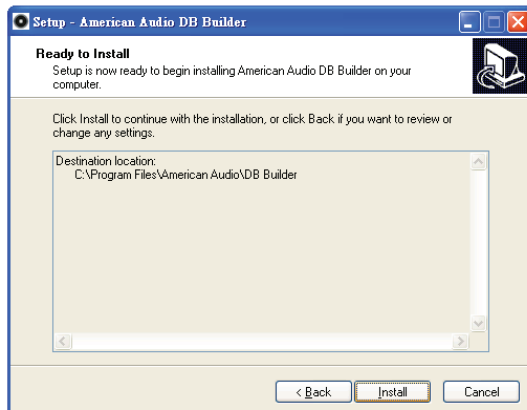 Setup - American Audio DB Builder
Ready to Install
Setup is now ready to begin installing American Audio DB Builder on your
computer.
Click Install to continue with the installation, or click Back if you want to review or
change any settings.
Destination location:
C:\Program Files\American Audio\DB Builder
< Back
Install
Cancel